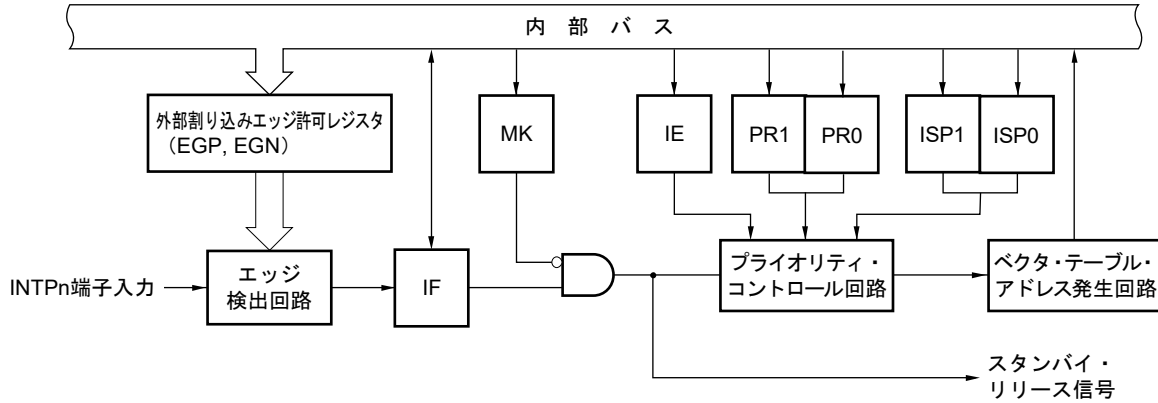 内 部 バ ス
外部割り込みエッジ許可レジスタ
（EGP, EGN）
MK
IE
PR1
PR0
ISP1
ISP0
INTPn端子入力
エッジ
検出回路
IF
プライオリティ・
コントロール回路
ベクタ・テーブル・
アドレス発生回路
スタンバイ・
リリース信号